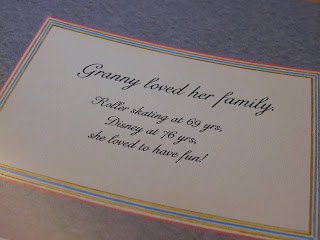 Granny loved her family.
Roller skating at 69 yrs,
Disney at 76 yrs,
she loved to have fun!